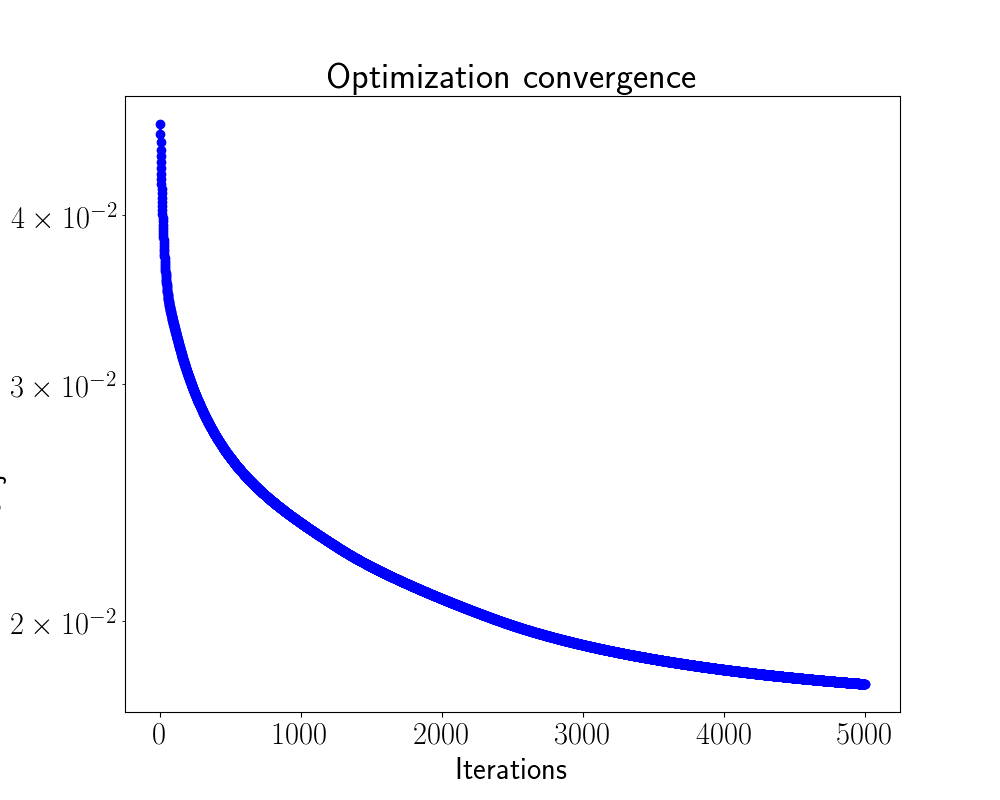 Optimization convergence
4 × 10⁻²
3 × 10⁻²
2 × 10⁻²
0 1000 2000 3000 4000 5000
Iterations